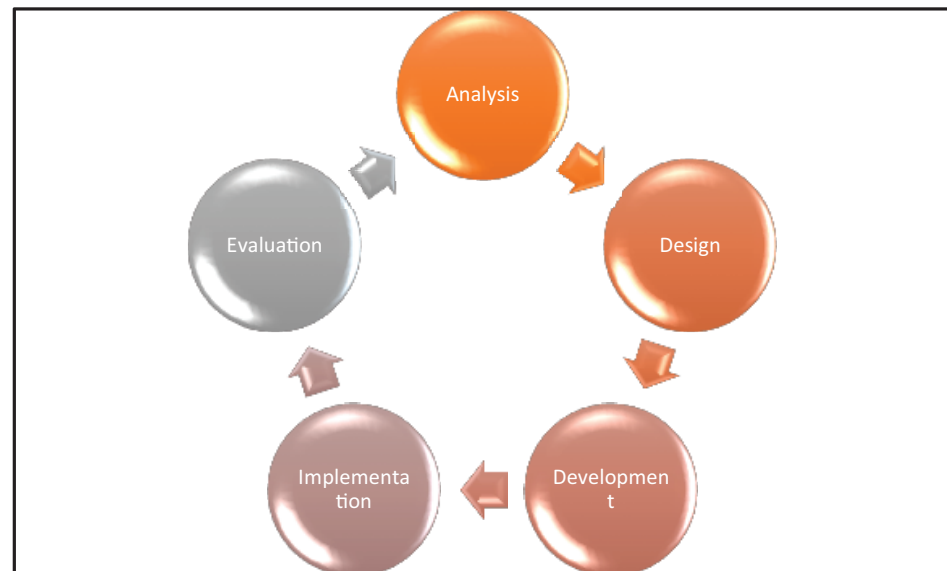 Analysis
Design
Developmen
t
Implementa
tion
Evaluation